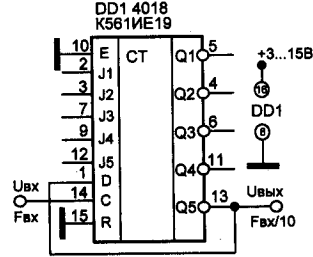 DD1 4018
К561ИЕ19
10 E CT Q1 5
2 J1
3 J2 Q2 4
7 J3 Q3 6
9 J4
12 J5 Q4 11
1 D
14 C Q5 13
15 R
+3...15В
16
DD1
8
Uвх
Fвх
Uвых
Fвх/10